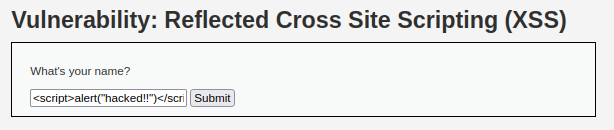 Vulnerability: Reflected Cross Site Scripting (XSS)
What's your name?
<script>alert("hacked!!")</scri Submit